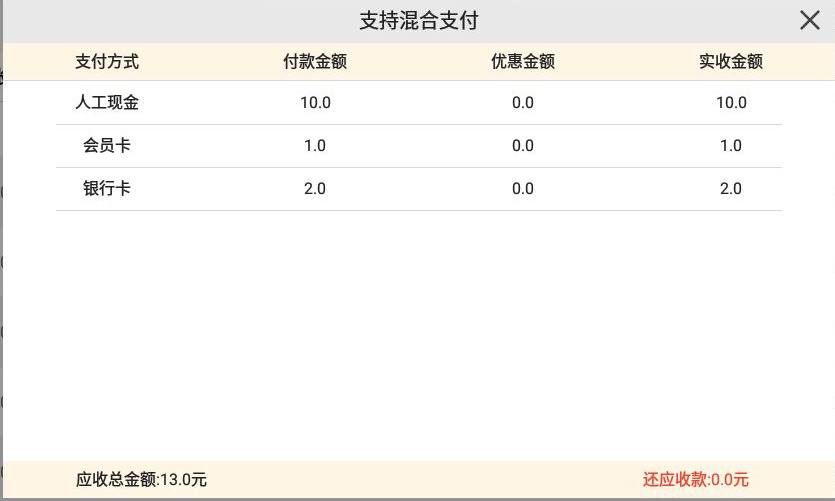 支持混合支付
支付方式 付款金额 优惠金额 实收金额
人工现金 10.0 0.0 10.0
会员卡 1.0 0.0 1.0
银行卡 2.0 0.0 2.0
应收总金额:13.0元 还应收款:0.0元